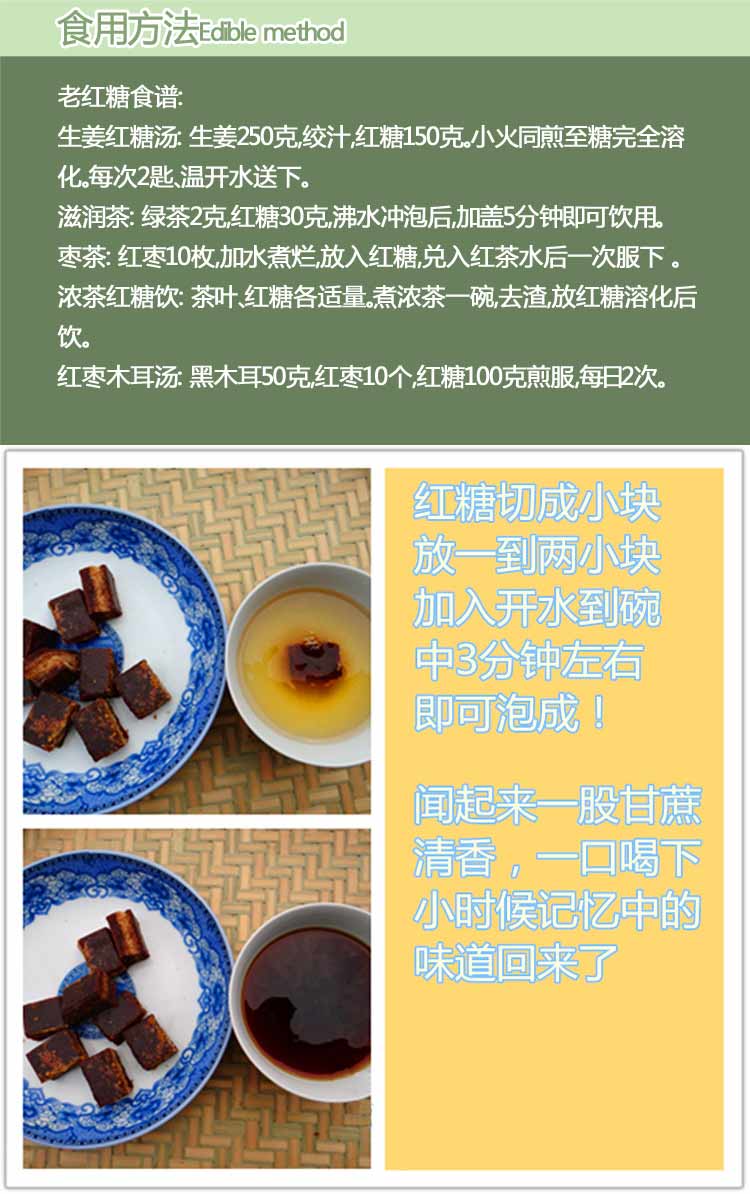 食用方法Edible method
老红糖食谱:
生姜红糖汤: 生姜250克,绞汁,红糖150克。小火同煎至糖完全溶
化。每次2匙、温开水送下。
滋润茶: 绿茶2克,红糖30克,沸水冲泡后,加盖5分钟即可饮用。
枣茶: 红枣10枚,加水煮烂,放入红糖,兑入红茶水后一次服下 。
浓茶红糖饮: 茶叶、红糖各适量。煮浓茶一碗,去渣,放红糖溶化后
饮。
红枣木耳汤: 黑木耳50克,红枣10个,红糖100克煎服,每日2次。
红糖切成小块
放一到两小块
加入开水到碗
中3分钟左右
即可泡成！
闻起来一股甘蔗
清香，一口喝下
小时候记忆中的
味道回来了